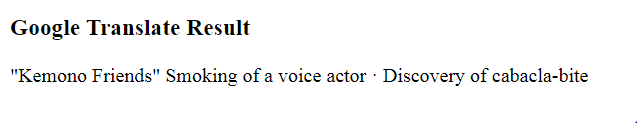 Google Translate Result
"Kemono Friends" Smoking of a voice actor · Discovery of cabacla-bite